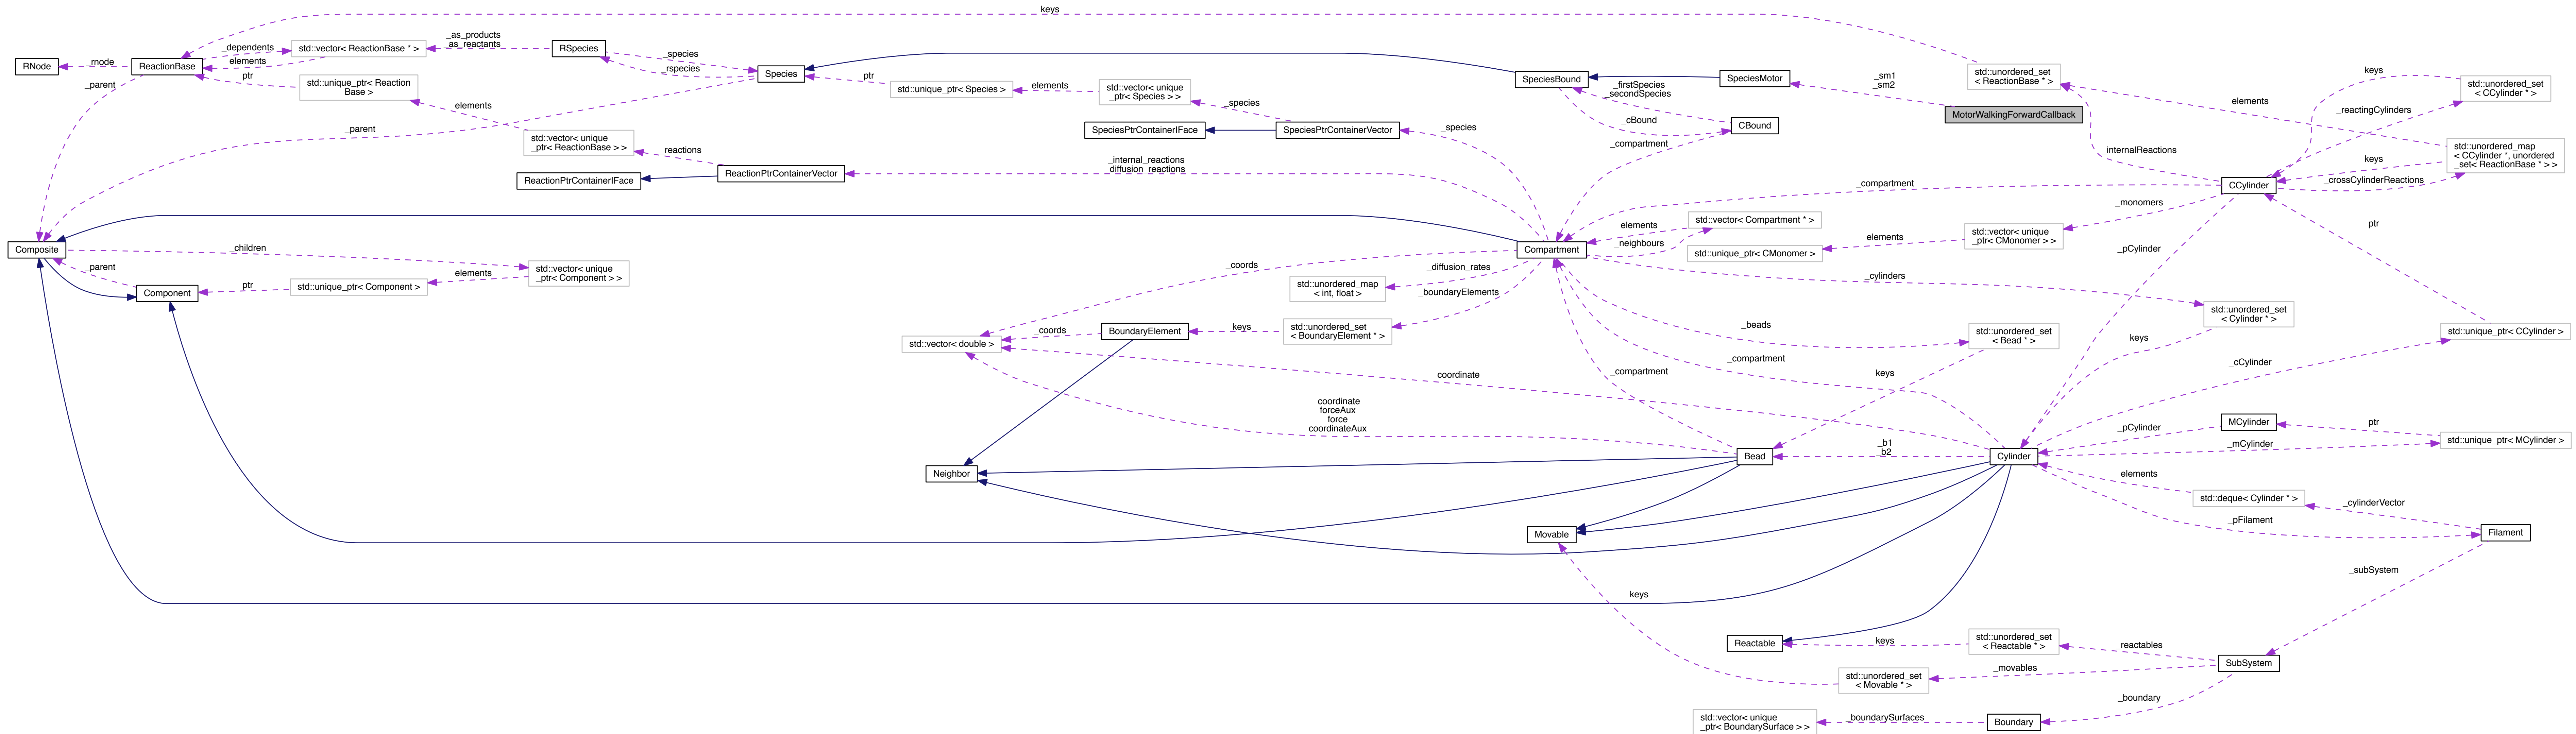 keys
_as_products
_as_reactants
_dependents
std::vector< ReactionBase * >
RSpecies
_species
_rspecies
elements
RNode
_rnode
ReactionBase
ptr
Species
std::unique_ptr< Reaction
Base >
_parent
_parent
elements
ptr
std::unique_ptr< Species >
elements
std::vector< unique
_ptr< Species > >
_species
SpeciesBound
SpeciesMotor
_sm1
_sm2
MotorWalkingForwardCallback
_firstSpecies
_secondSpecies
_cBound
CBound
std::unordered_set
< ReactionBase * >
keys
std::unordered_set
< CCylinder * >
elements
_reactingCylinders
SpeciesPtrContainerIFace
SpeciesPtrContainerVector
_species
_compartment
std::vector< unique
_ptr< ReactionBase > >
_reactions
_internal_reactions
_diffusion_reactions
ReactionPtrContainerIFace
ReactionPtrContainerVector
_internalReactions
std::unordered_map
< CCylinder *, unordered
_set< ReactionBase * > >
keys
_crossCylinderReactions
CCylinder
_compartment
_monomers
std::vector< Compartment * >
elements
_neighbours
std::vector< unique
_ptr< CMonomer > >
elements
std::unique_ptr< CMonomer >
ptr
_pCylinder
Composite
_children
Compartment
_parent
Component
ptr
std::unique_ptr< Component >
elements
std::vector< unique
_ptr< Component > >
_coords
_diffusion_rates
std::unordered_map
< int, float >
_boundaryElements
_cylinders
std::unordered_set
< Cylinder * >
BoundaryElement
_coords
keys
std::unordered_set
< BoundaryElement * >
std::vector< double >
_beads
std::unordered_set
< Bead * >
keys
std::unique_ptr< CCylinder >
_compartment
_compartment
coordinate
keys
_cCylinder
coordinate
forceAux
force
coordinateAux
MCylinder
_pCylinder
ptr
std::unique_ptr< MCylinder >
_mCylinder
Bead
_b1
_b2
Cylinder
Neighbor
elements
std::deque< Cylinder * >
_cylinderVector
_pFilament
Filament
Movable
_subSystem
keys
Reactable
keys
std::unordered_set
< Reactable * >
_reactables
SubSystem
_movables
std::unordered_set
< Movable * >
_boundary
std::vector< unique
_ptr< BoundarySurface > >
_boundarySurfaces
Boundary